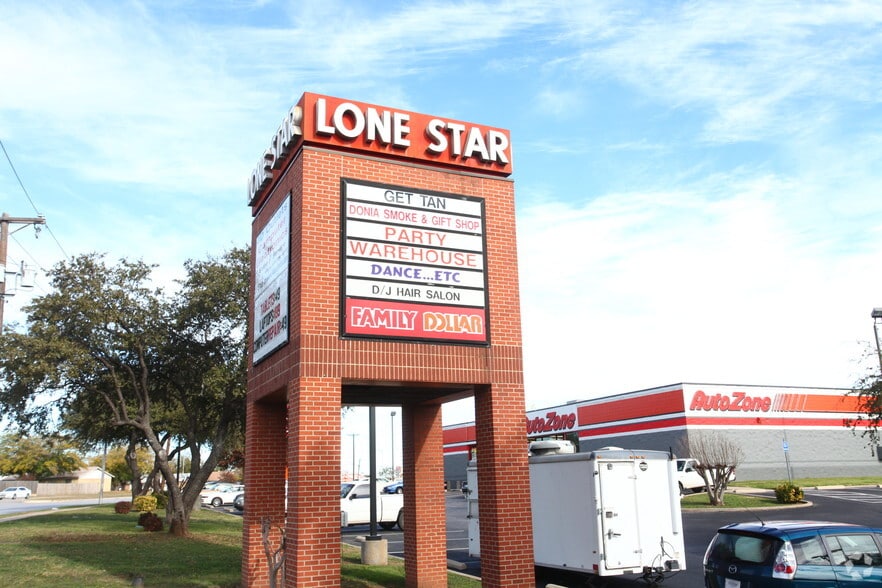 LONE STAR
LONE STAR
GET TAN
DONIA SMOKE & GIFT SHOP
PARTY
WAREHOUSE
DANCE...ETC
D/J HAIR SALON
FAMILY DOLLAR
AutoZone
AutoZone